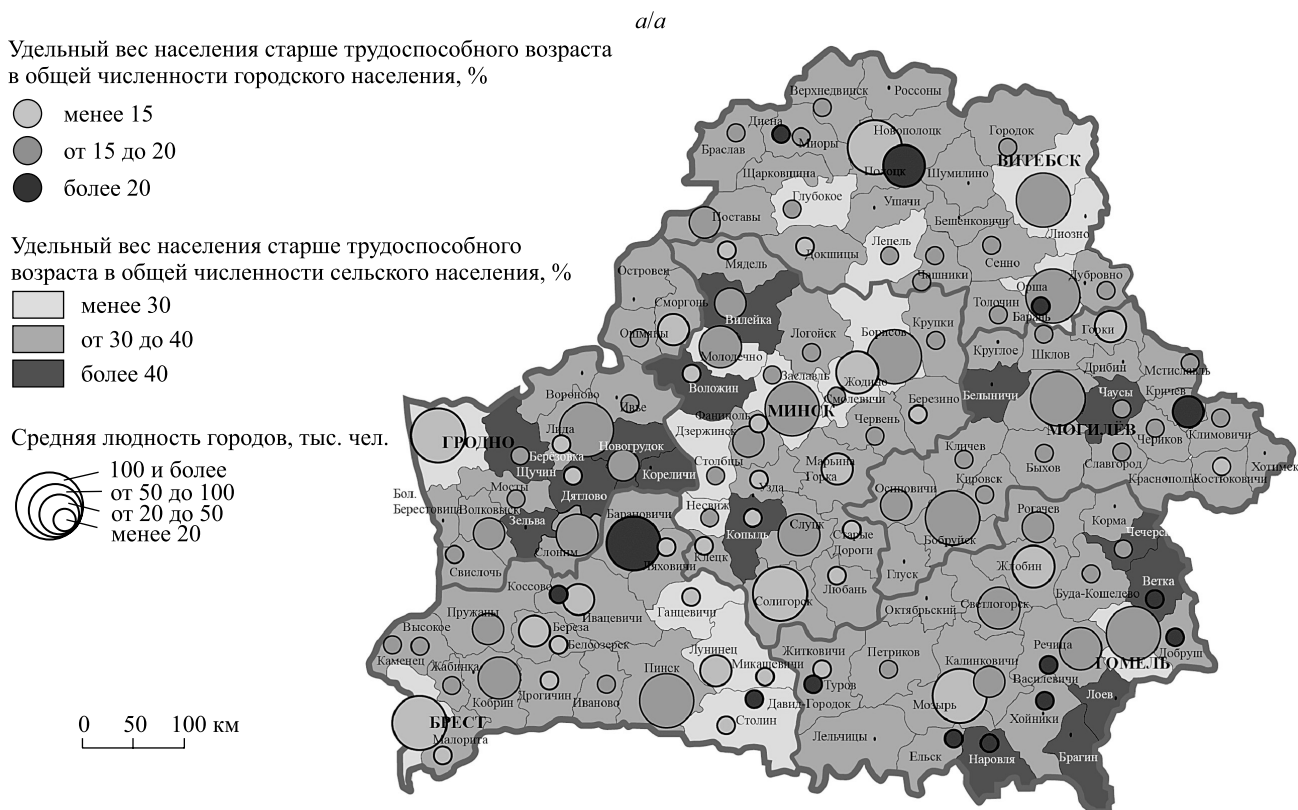 а/a
Удельный вес населения старше трудоспособного возраста
в общей численности городского населения, %
менее 15
от 15 до 20
более 20
Удельный вес населения старше трудоспособного
возраста в общей численности сельского населения, %
менее 30
от 30 до 40
более 40
Средняя людность городов, тыс. чел.
100 и более
от 50 до 100
от 20 до 50
менее 20
0 50 100 км
Верхнедвинск
Россоны
Диена
Миоры
Браслав
Новополоцк
Полоцк
Городок
ВИТЕБСК
Шарковщина
Шумилино
Глубокое
Ушачи
Поставы
Бешенковичи
Лиозно
Докшицы
Лепель
Чашники
Сенно
Мядель
Островец
Дубровно
Орша
Барань
Толочин
Сморгонь
Вилейка
Ошмяны
Логойск
Борисов
Крупки
Горки
Круглое
Шклов
Молодечно
Дрибин
Мстиславль
Воложин
Заславль
Жодино
Смолевичи
Белыничи
Чаусы
Кричев
Вороново
Ивье
МИНСК
Фаниполь
Дзержинск
Червень
Березино
МОГИЛЁВ
Чериков
Климовичи
ГРОДНО
Лида
Березовка
Новогрудок
Щучин
Кореличи
Столбцы
Марьина
Горка
Кличев
Быхов
Славгород
Хотимск
Краснополье
Костюковичи
Бол.
Берестовица
Мосты
Дятлово
Узда
Осиповичи
Кировск
Волковыск
Зельва
Несвиж
Барановичи
Копыль
Слуцк
Старые
Дороги
Бобруйск
Рогачев
Корма
Чечерск
Слоним
Ляховичи
Клецк
Свислочь
Любань
Глуск
Жлобин
Ветка
Коссово
Ивацевичи
Ганцевичи
Солигорск
Октябрьский
Светлогорск
Буда-Кошелево
Пружаны
Высокое
Береза
Белоозерск
Каменец
Жабинка
Лунинец
Микашевичи
Житковичи
Петриков
Калинковичи
Речица
Василевичи
ГОМЕЛЬ
Добруш
Кобрин
Дрогичин
Иваново
Пинск
Туров
Давид-Городок
Мозырь
Хойники
Лоев
БРЕСТ
Малорита
Столин
Лельчицы
Ельск
Наровля
Брагин